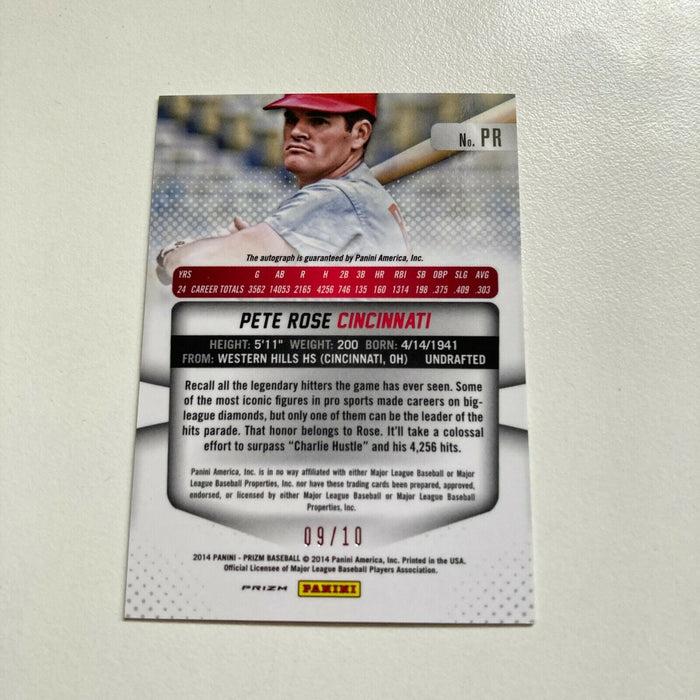 No. PR
The autograph is guaranteed by Panini America, Inc.
YRS G AB R H 2B 3B HR RBI SB OBP SLG AVG
24 CAREER TOTALS 3562 14053 2165 4256 746 135 160 1314 198 .375 .409 .303
PETE ROSE CINCINNATI
HEIGHT: 5'11" WEIGHT: 200 BORN: 4/14/1941
FROM: WESTERN HILLS HS (CINCINNATI, OH) UNDRAFTED
Recall all the legendary hitters the game has ever seen. Some
of the most iconic figures in pro sports made careers on big-
league diamonds, but only one of them can be the leader of the
hits parade. That honor belongs to Rose. It'll take a colossal
effort to surpass "Charlie Hustle" and his 4,256 hits.
Panini America, Inc. is in no way affiliated with either Major League Baseball or Major
League Baseball Properties, Inc. nor have these trading cards been prepared, approved,
endorsed, or licensed by either Major League Baseball or Major League Baseball
Properties, Inc.
09/10
2014 PANINI - PRIZM BASEBALL © 2014 Panini America, Inc. Printed in the USA.
Official Licensee of Major League Baseball Players Association.
PRIZM PANINI